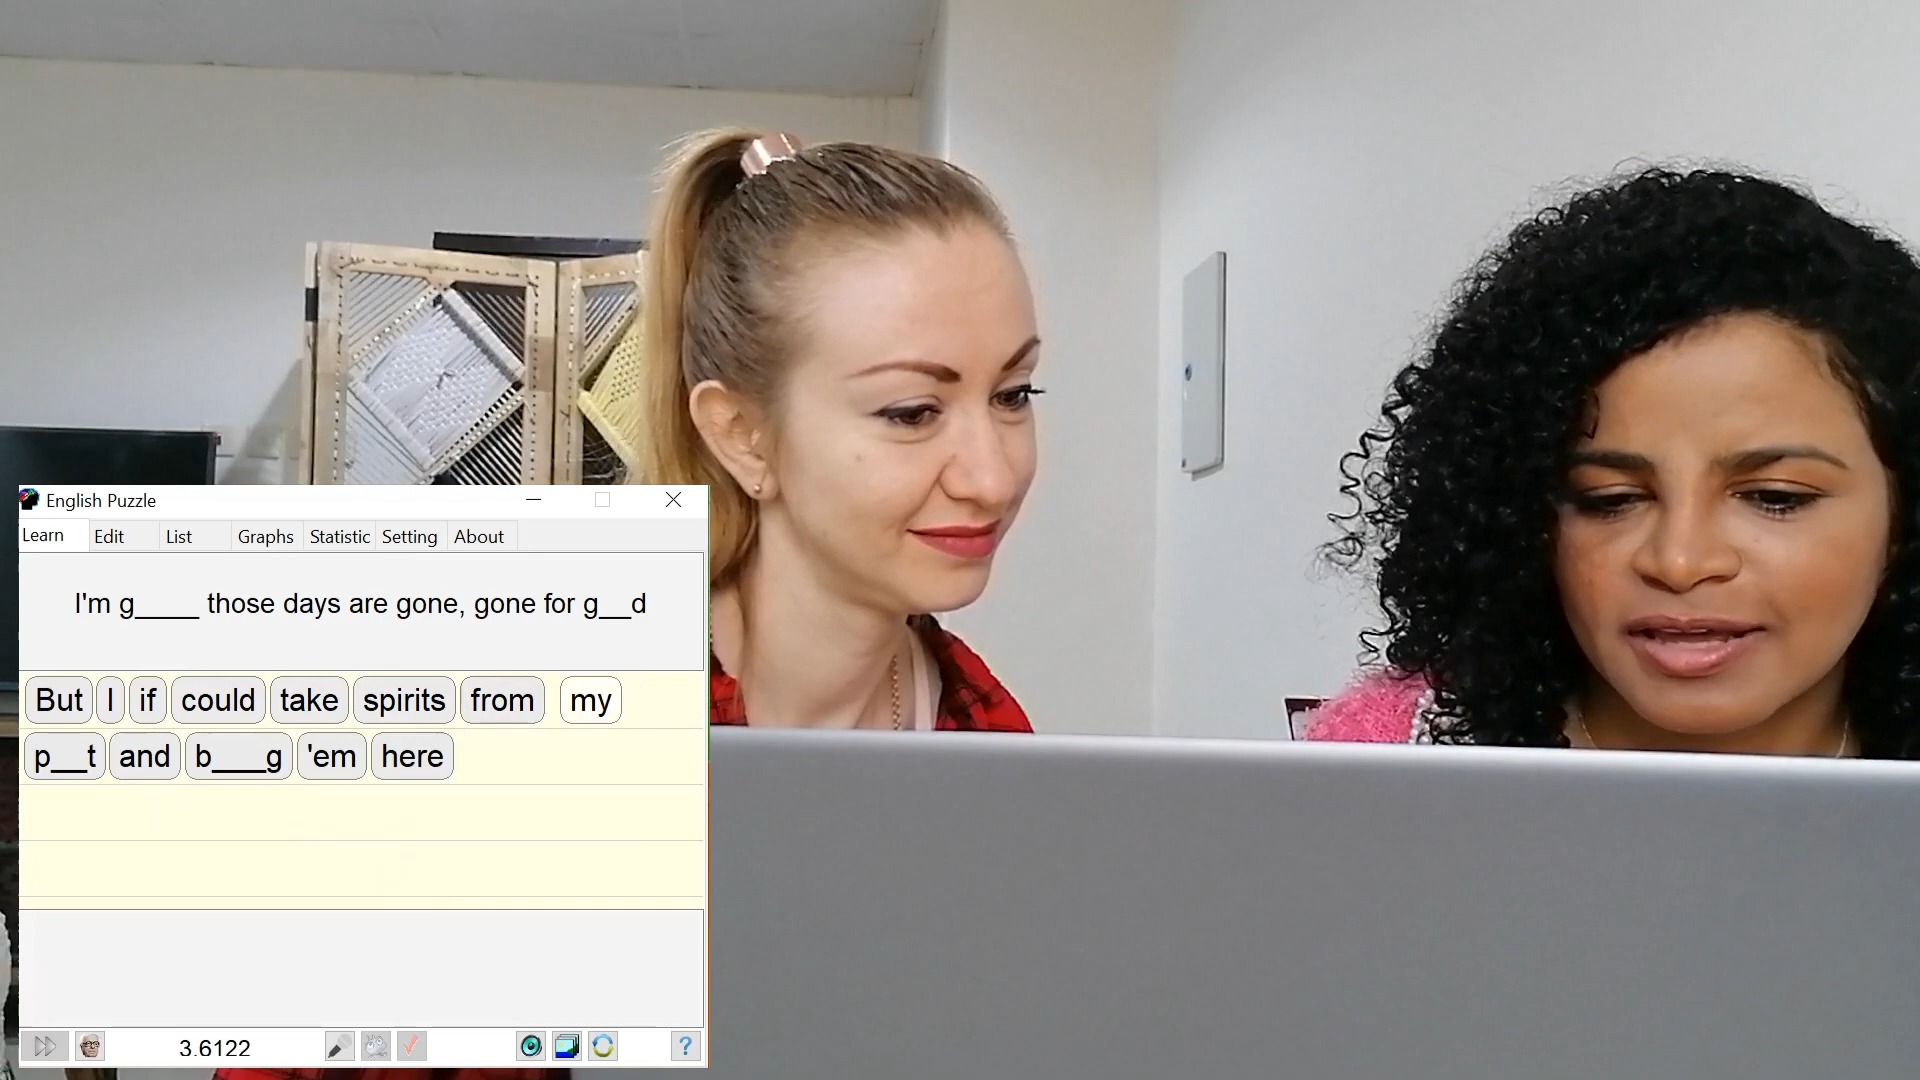 English Puzzle
Learn Edit List Graphs Statistic Setting About
I'm g____ those days are gone, gone for g__d
But I if could take spirits from my
p__t and b___g 'em here
3.6122
?